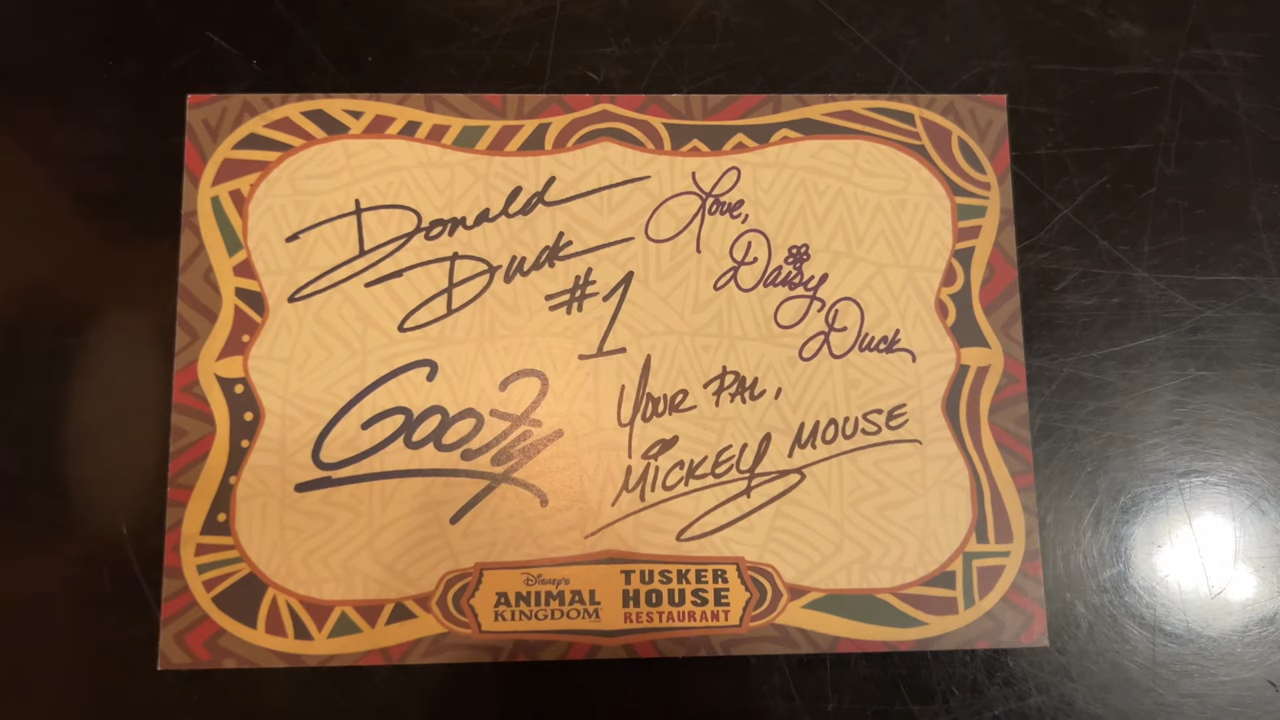 Donald
Duck
#1
Love,
Daisy
Duck
Goofy
YOUR PAL,
MICKEY MOUSE
Disney's
ANIMAL
KINGDOM
TUSKER
HOUSE
RESTAURANT